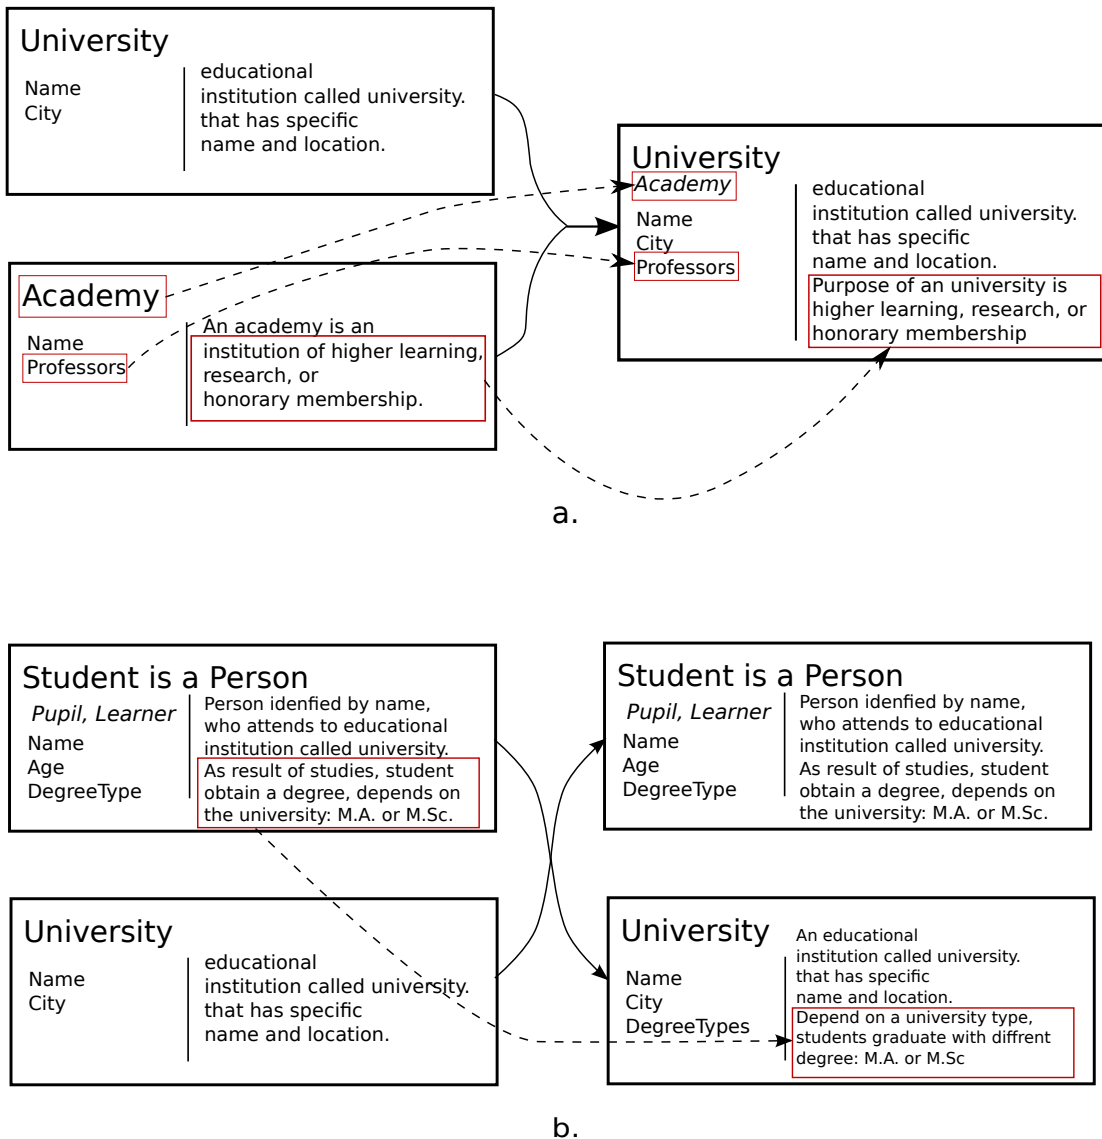 University
Name
City
educational
institution called university.
that has specific
name and location.
Academy
Name
Professors
An academy is an
institution of higher learning,
research, or
honorary membership.
University
Academy
Name
City
Professors
educational
institution called university.
that has specific
name and location.
Purpose of an university is
higher learning, research, or
honorary membership
a.
Student is a Person
Pupil, Learner
Name
Age
DegreeType
Person idenfied by name,
who attends to educational
institution called university.
As result of studies, student
obtain a degree, depends on
the university: M.A. or M.Sc.
University
Name
City
educational
institution called university.
that has specific
name and location.
Student is a Person
Pupil, Learner
Name
Age
DegreeType
Person idenfied by name,
who attends to educational
institution called university.
As result of studies, student
obtain a degree, depends on
the university: M.A. or M.Sc.
University
Name
City
DegreeTypes
An educational
institution called university.
that has specific
name and location.
Depend on a university type,
students graduate with diffrent
degree: M.A. or M.Sc
b.